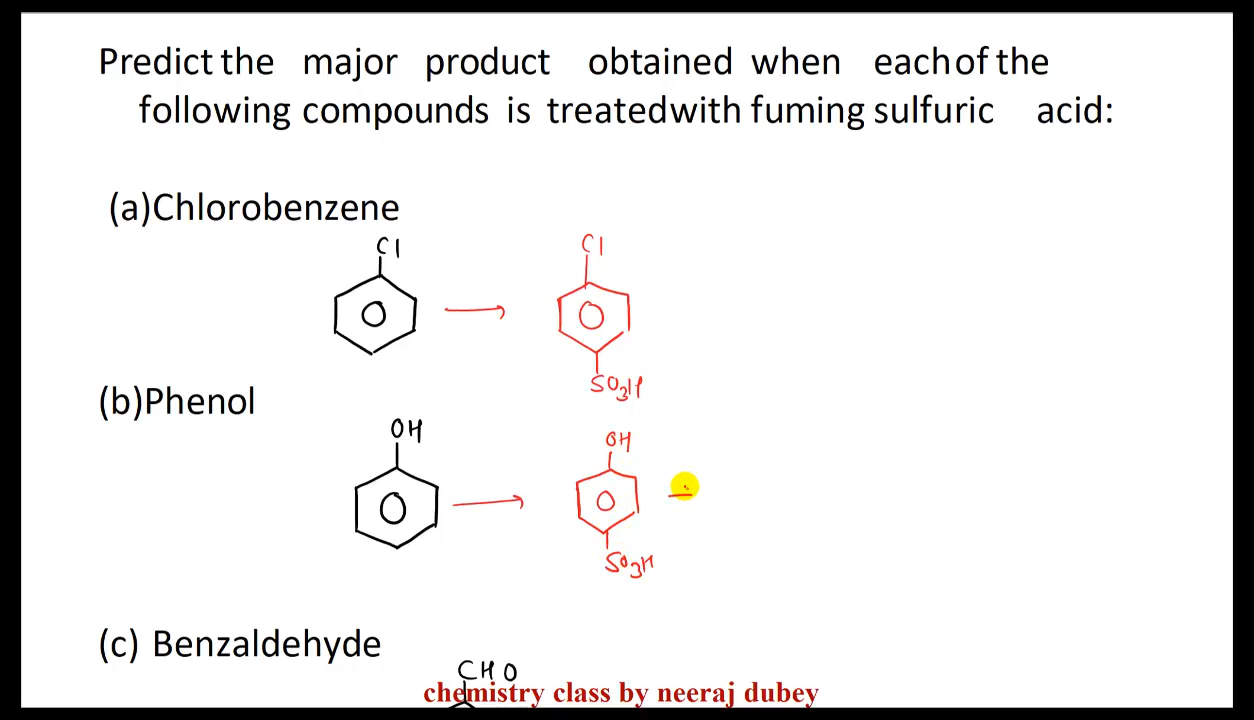 Predict the major product obtained when each of the
following compounds is treated with fuming sulfuric acid:
(a)Chlorobenzene
Cl Cl
SO3H
(b)Phenol
OH OH
SO3H
(c) Benzaldehyde
CHO
chemistry class by neeraj dubey